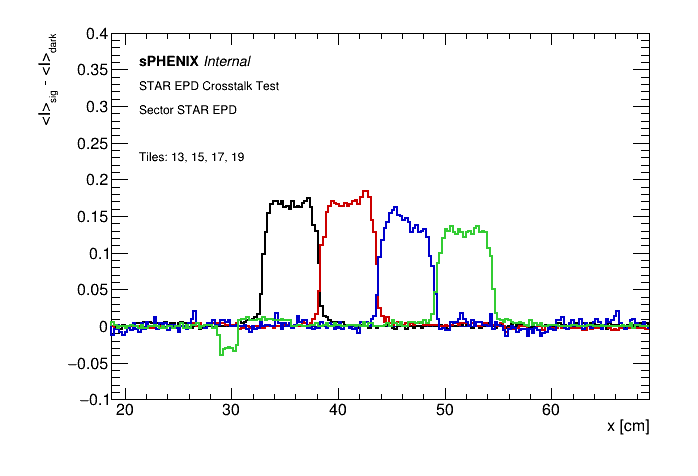 <I>sig - <I>dark
0.4
0.35
0.3
0.25
0.2
0.15
0.1
0.05
0
−0.05
−0.1
sPHENIX Internal
STAR EPD Crosstalk Test
Sector STAR EPD
Tiles: 13, 15, 17, 19
20 30 40 50 60
x [cm]